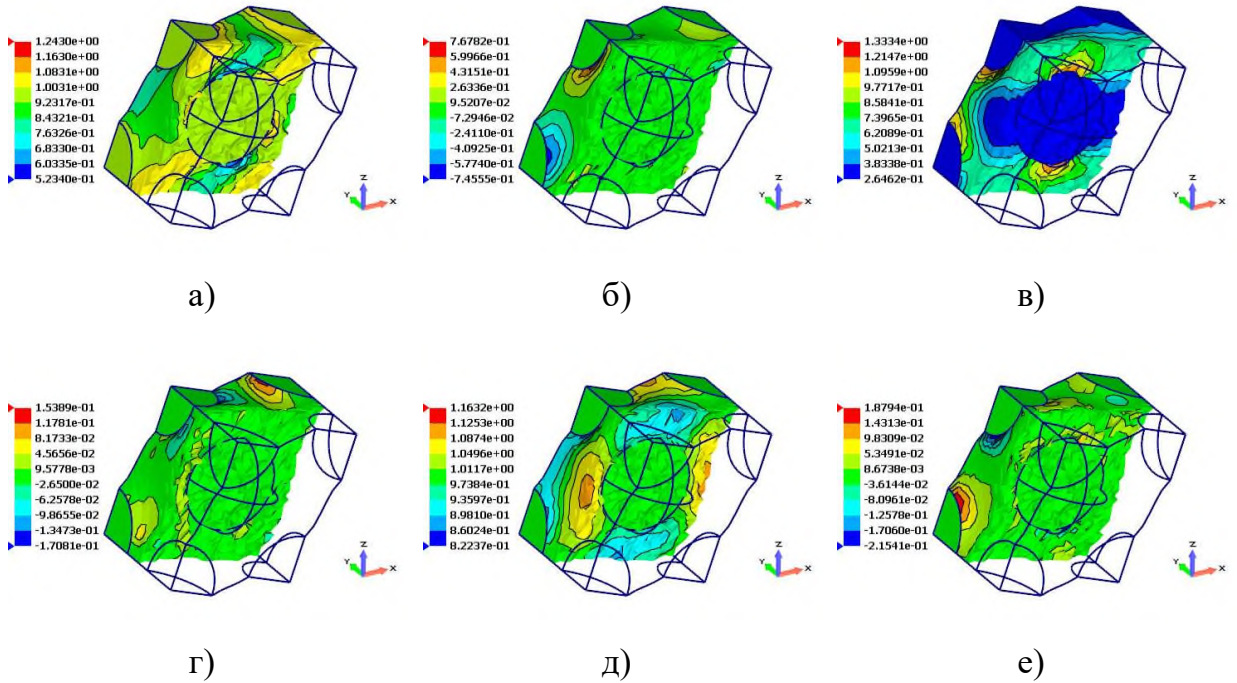 1.2430e+00
1.1630e+00
1.0831e+00
1.0031e+00
9.2317e-01
8.4321e-01
7.6326e-01
6.8330e-01
6.0335e-01
5.2340e-01
Z
Y
X
7.6782e-01
5.9966e-01
4.3151e-01
2.6336e-01
9.5207e-02
-7.2946e-02
-2.4110e-01
-4.0925e-01
-5.7740e-01
-7.4555e-01
Z
Y
X
1.3334e+00
1.2147e+00
1.0959e+00
9.7717e-01
8.5841e-01
7.3965e-01
6.2089e-01
5.0213e-01
3.8338e-01
2.6462e-01
Z
Y
X
а)
б)
в)
1.5389e-01
1.1781e-01
8.1733e-02
4.5656e-02
9.5778e-03
-2.6500e-02
-6.2578e-02
-9.8655e-02
-1.3473e-01
-1.7081e-01
Z
Y
X
1.1632e+00
1.1253e+00
1.0874e+00
1.0496e+00
1.0117e+00
9.7384e-01
9.3597e-01
8.9810e-01
8.6024e-01
8.2237e-01
Z
Y
X
1.8794e-01
1.4313e-01
9.8309e-02
5.3491e-02
8.6738e-03
-3.6144e-02
-8.0961e-02
-1.2578e-01
-1.7060e-01
-2.1541e-01
Z
Y
X
г)
д)
е)